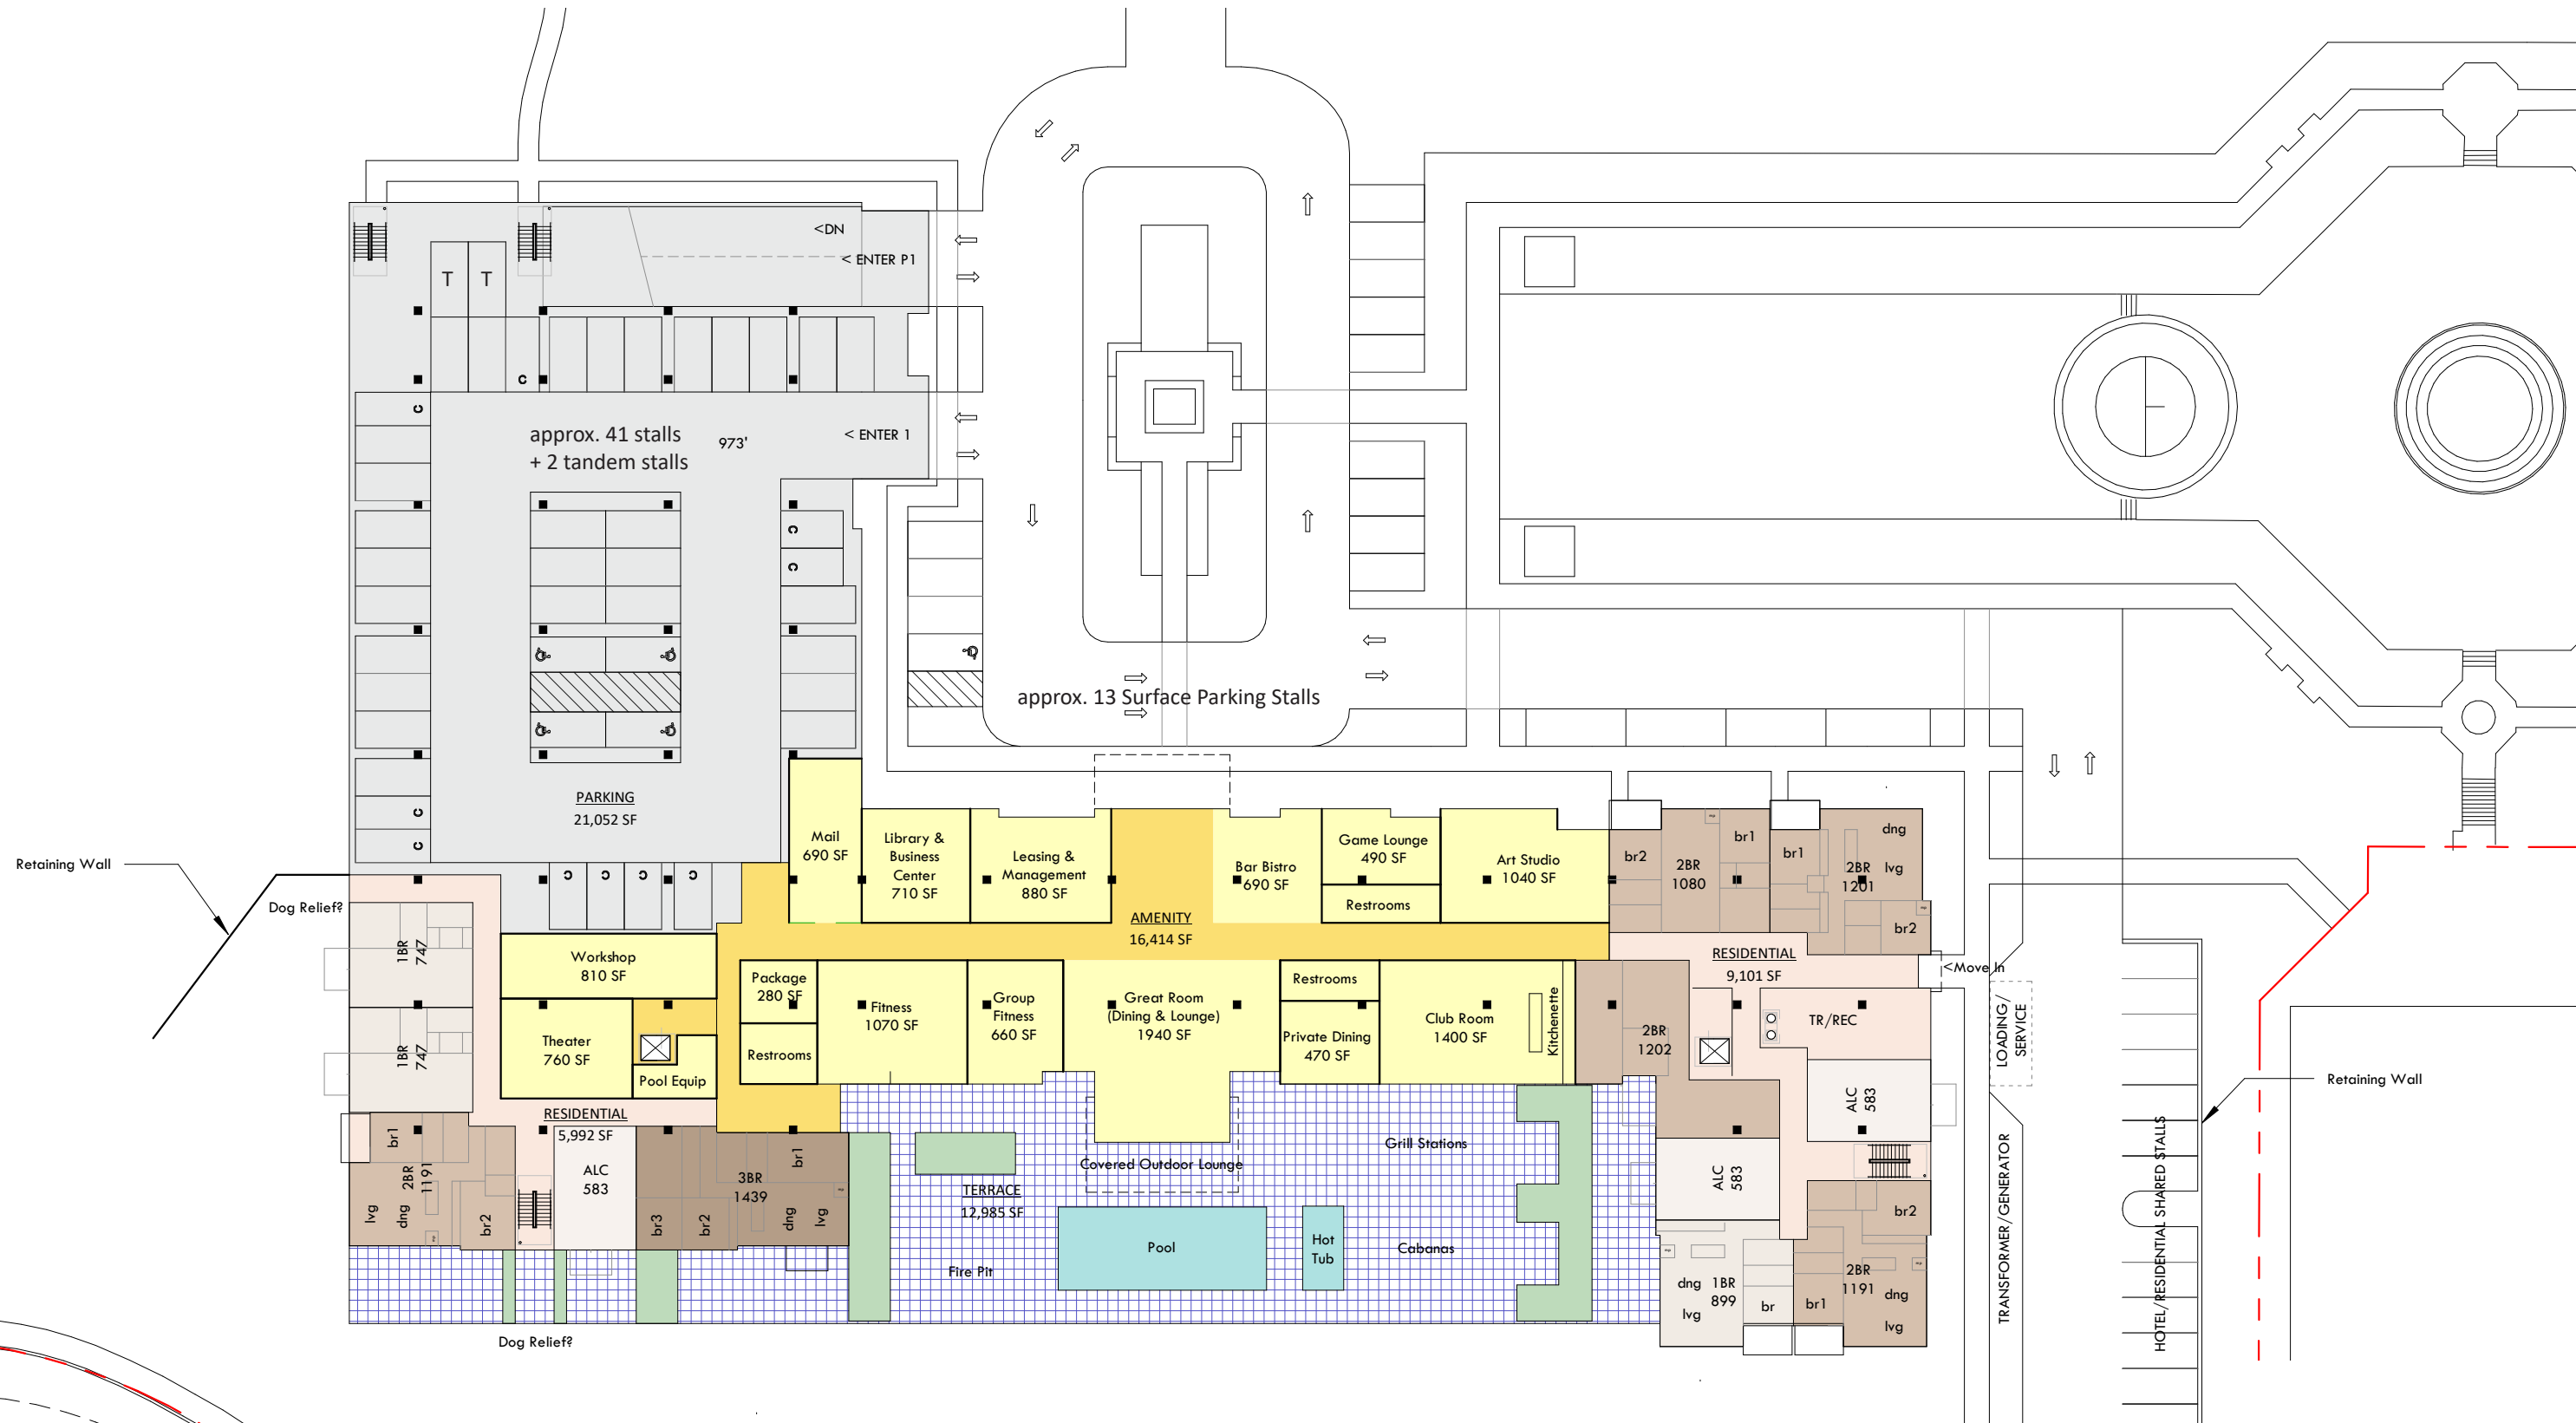 <DN
< ENTER P1
T
T
C
C
approx. 41 stalls
+ 2 tandem stalls
973'
< ENTER 1
C
C
approx. 13 Surface Parking Stalls
PARKING
21,052 SF
C
C
C
C
C
C
Retaining Wall
Dog Relief?
Mail
690 SF
Library &
Business
Center
710 SF
Leasing &
Management
880 SF
Bar Bistro
690 SF
Game Lounge
490 SF
Restrooms
Art Studio
1040 SF
br2
2BR
1080
br1
br1
2BR
1201
dng
lvg
br2
AMENITY
16,414 SF
RESIDENTIAL
9,101 SF
<Move In
1BR
747
1BR
747
Workshop
810 SF
Theater
760 SF
Pool Equip
Package
280 SF
Restrooms
Fitness
1070 SF
Group
Fitness
660 SF
Great Room
(Dining & Lounge)
1940 SF
Restrooms
Private Dining
470 SF
Club Room
1400 SF
Kitchenette
2BR
1202
TR/REC
ALC
583
LOADING/
SERVICE
Retaining Wall
RESIDENTIAL
5,992 SF
br1
2BR
1191
lvg
dng
br2
ALC
583
3BR
1439
br1
br3
br2
dng
lvg
Covered Outdoor Lounge
TERRACE
12,985 SF
Grill Stations
Pool
Hot
Tub
Cabanas
Fire Pit
ALC
583
dng
lvg
1BR
899
br
br1
2BR
1191
br2
dng
lvg
TRANSFORMER/GENERATOR
HOTEL/RESIDENTIAL SHARED STALLS
Dog Relief?